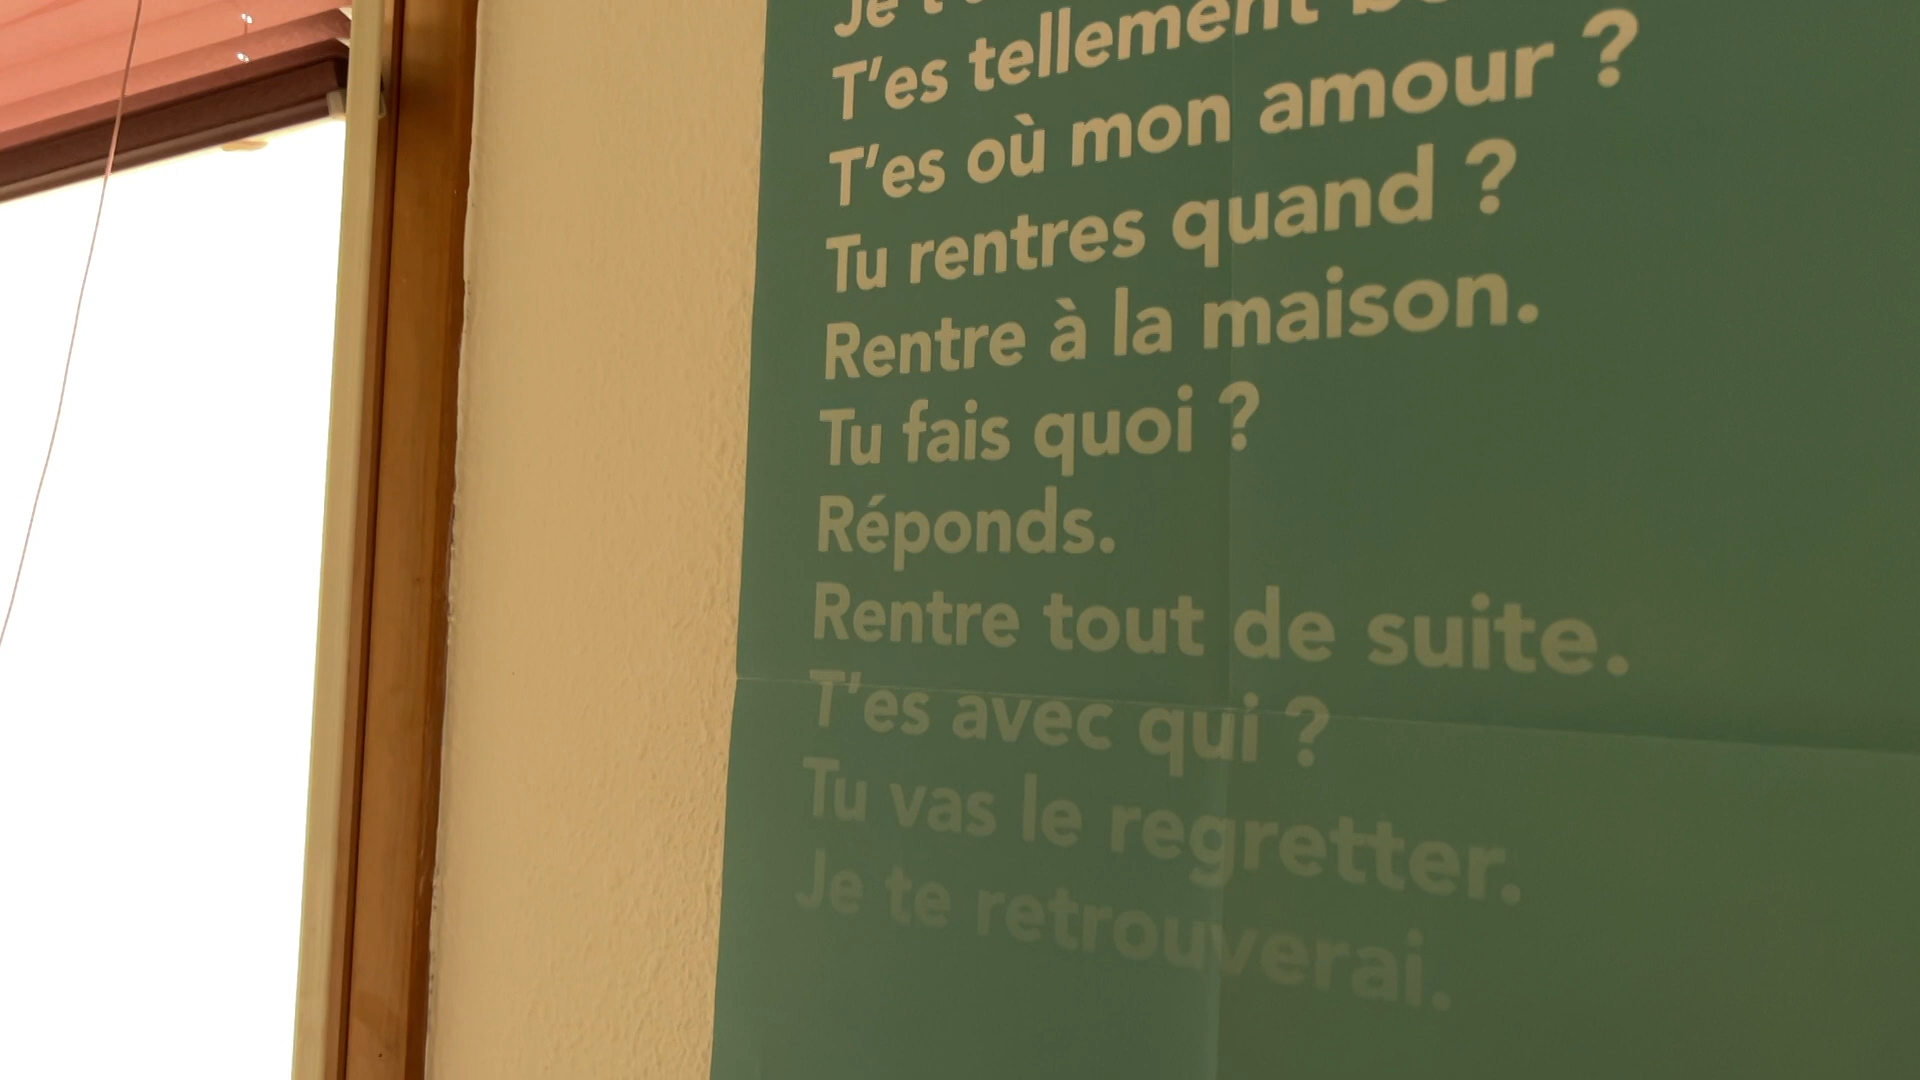 Je
T'es tellement
T'es où mon amour ?
Tu rentres quand ?
Rentre à la maison.
Tu fais quoi ?
Réponds.
Rentre tout de suite.
T'es avec qui ?
Tu vas le regretter.
Je te retrouverai.